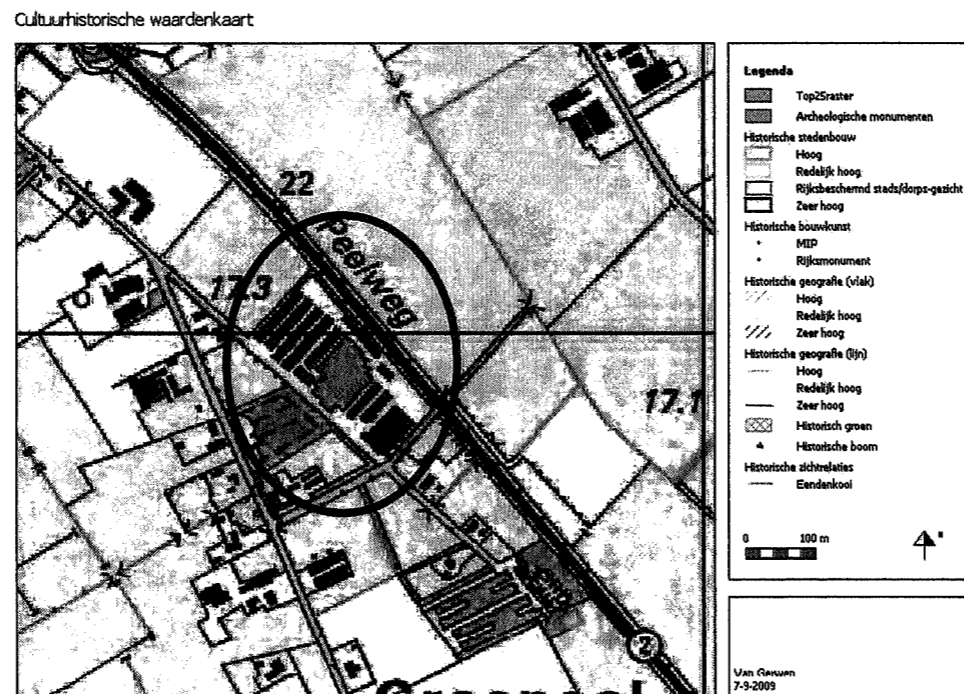 Cultuurhistorische waardenkaart
22
Peelweg
17.3
17.1
2
Legenda
Top25raster
Archeologische monumenten
Historische stedenbouw
Hoog
Redelijk hoog
Rijksbeschermd stads/dorps-gezicht
Zeer hoog
Historische bouwkunst
MIP
Rijksmonument
Historische geografie (vlak)
Hoog
Redelijk hoog
Zeer hoog
Historische geografie (lijn)
Hoog
Redelijk hoog
Zeer hoog
Historisch groen
Historische boom
Historische zichtrelaties
Eendenkooi
0 100 m
Van Gerwen
7-9-2009